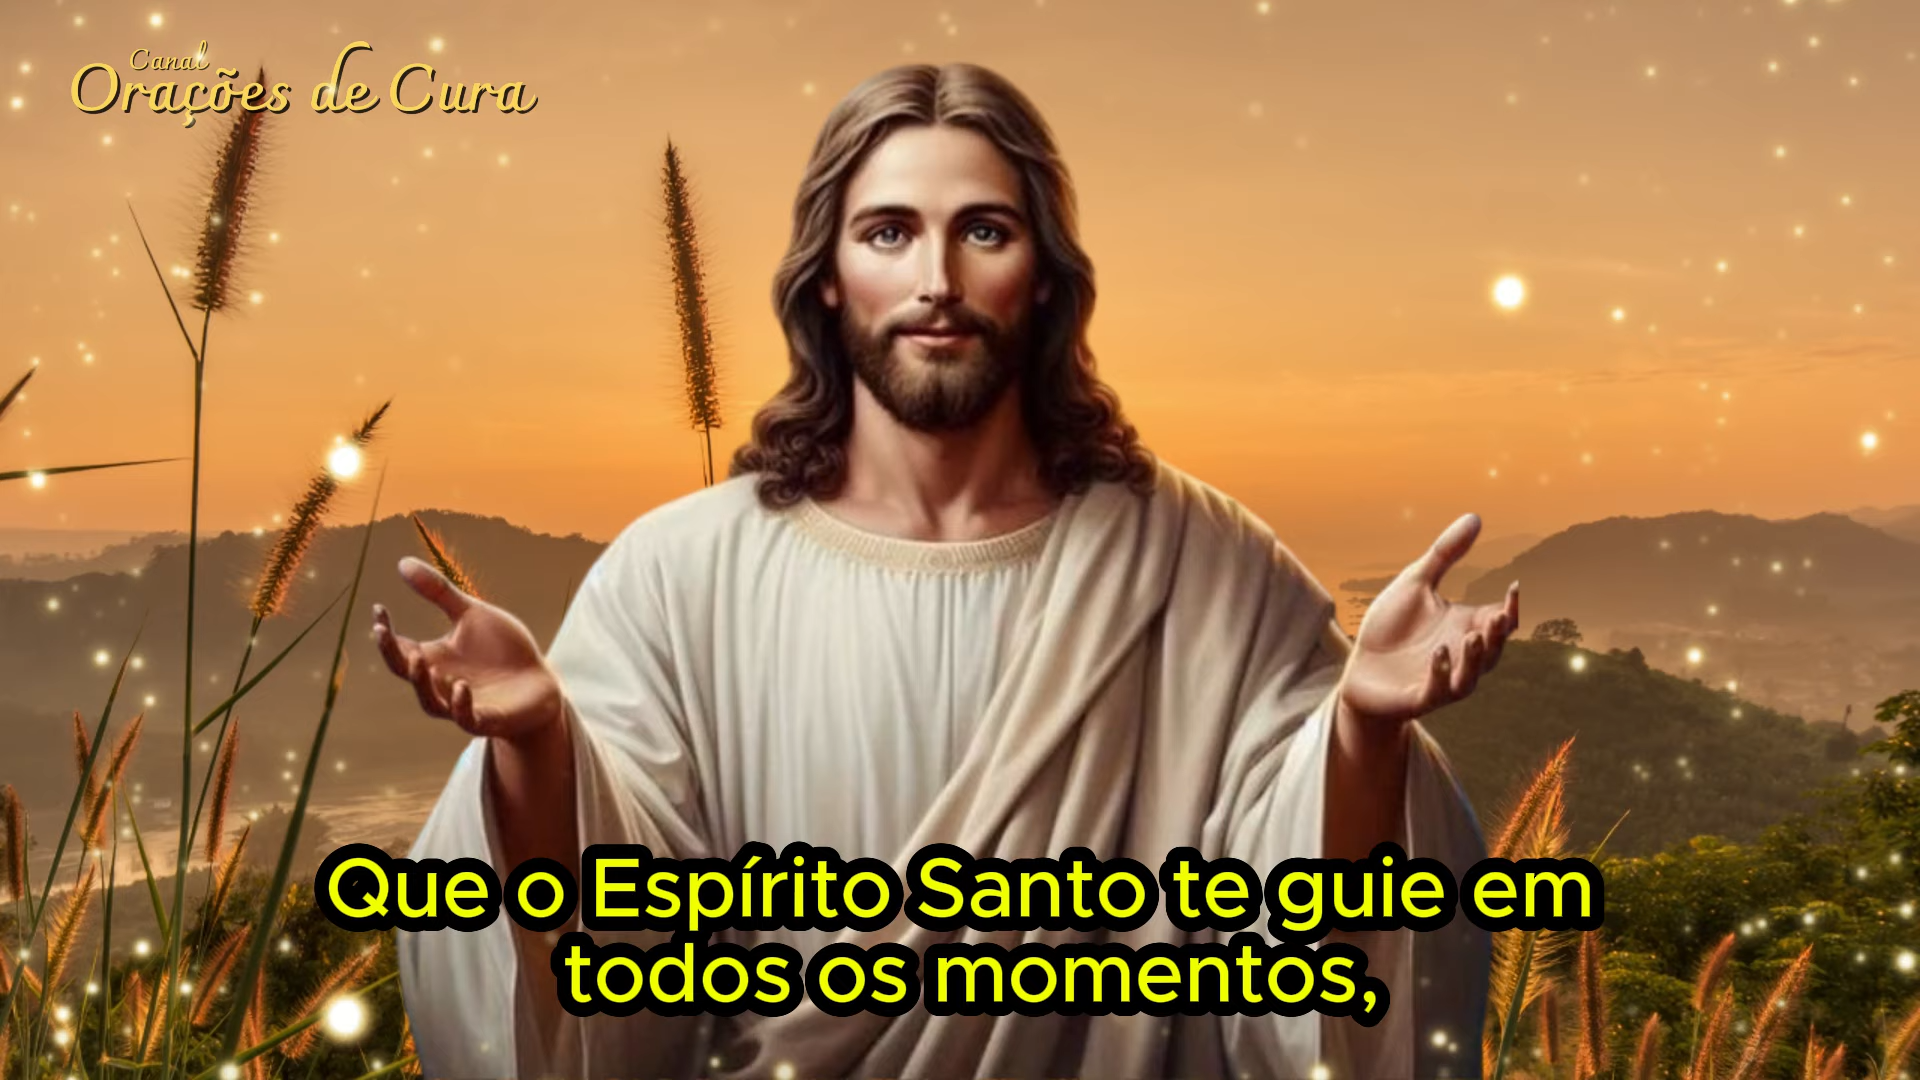 Canal
Orações de Cura
Que o Espírito Santo te guie em
todos os momentos,